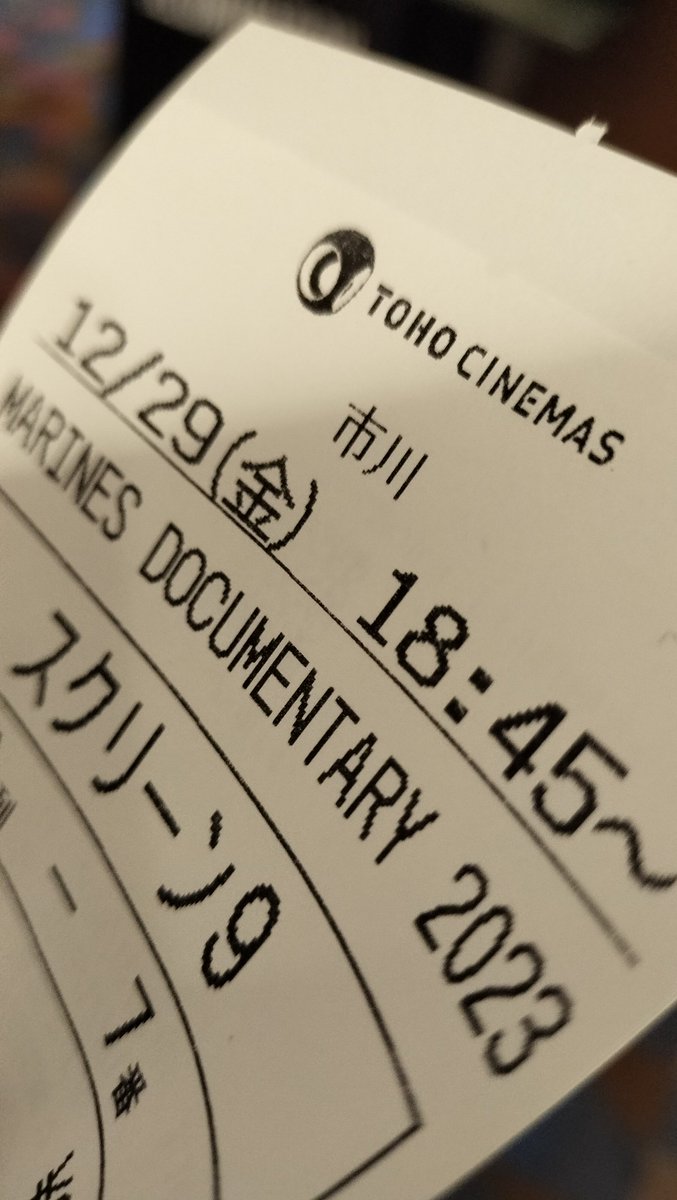 TOHO CINEMAS
市川
12/29(金) 18:45~
MARINES DOCUMENTARY 2023
スクリーン9